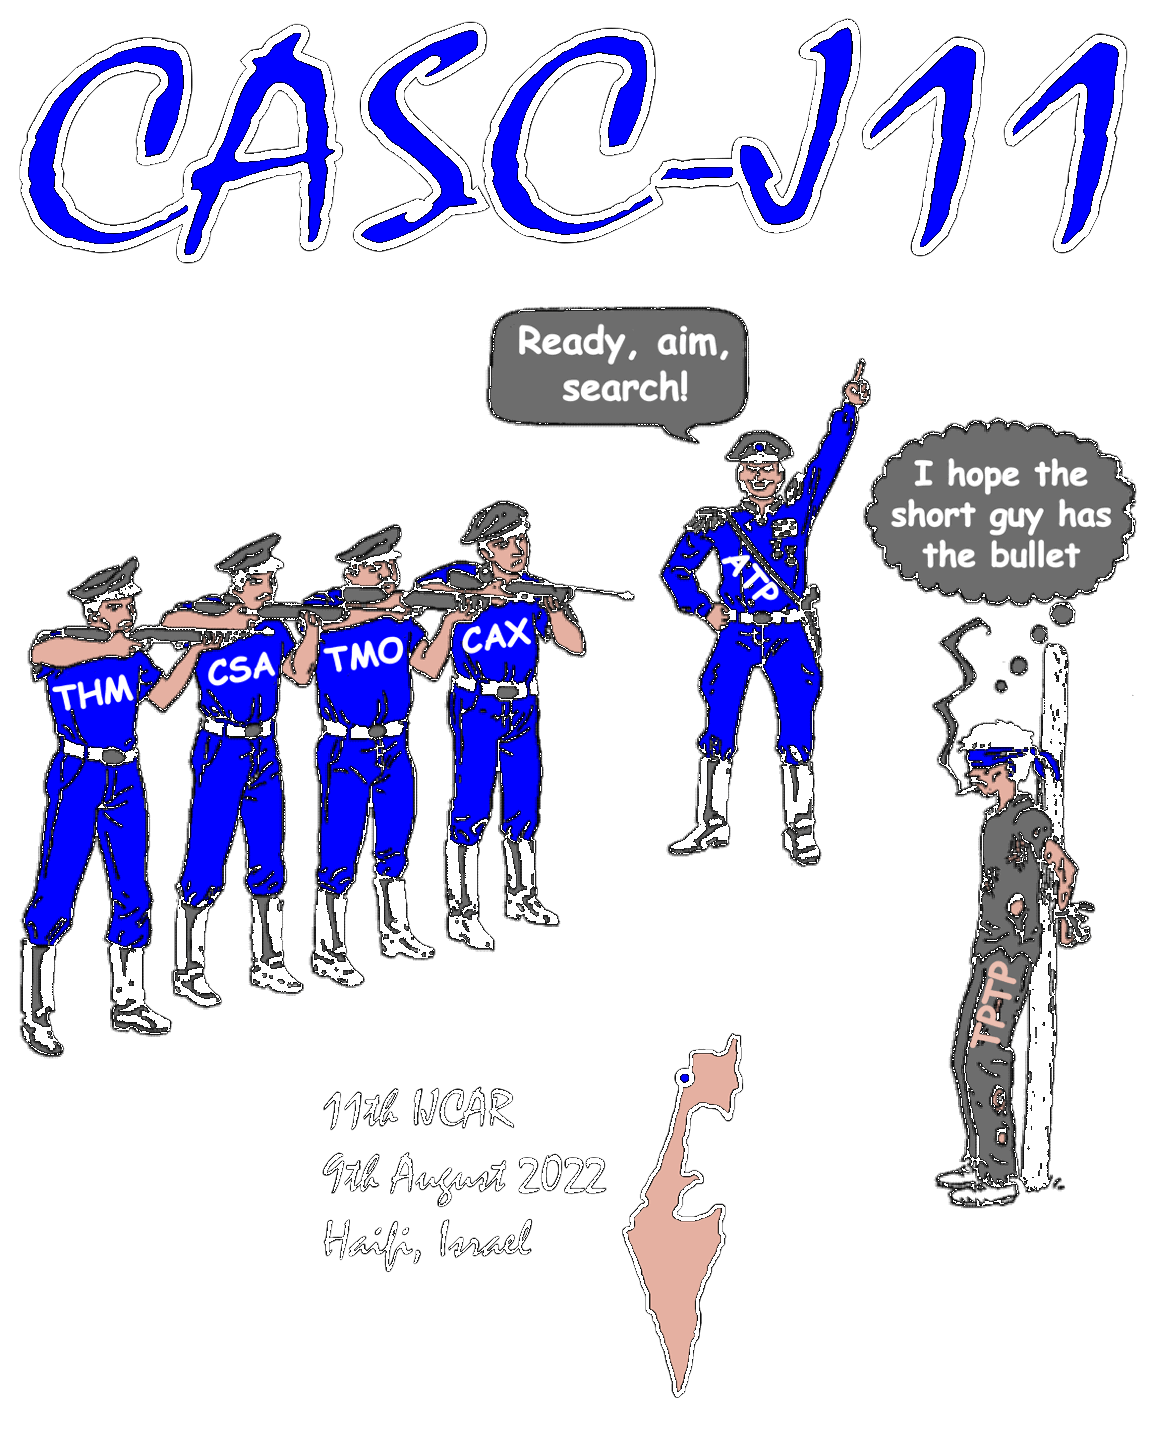 CASC-J11
Ready, aim,
search!
I hope the
short guy has
the bullet
ATP
THM
CSA
TMO
CAX
TPTP
11th IJCAR
9th August 2022
Haifi, Israel